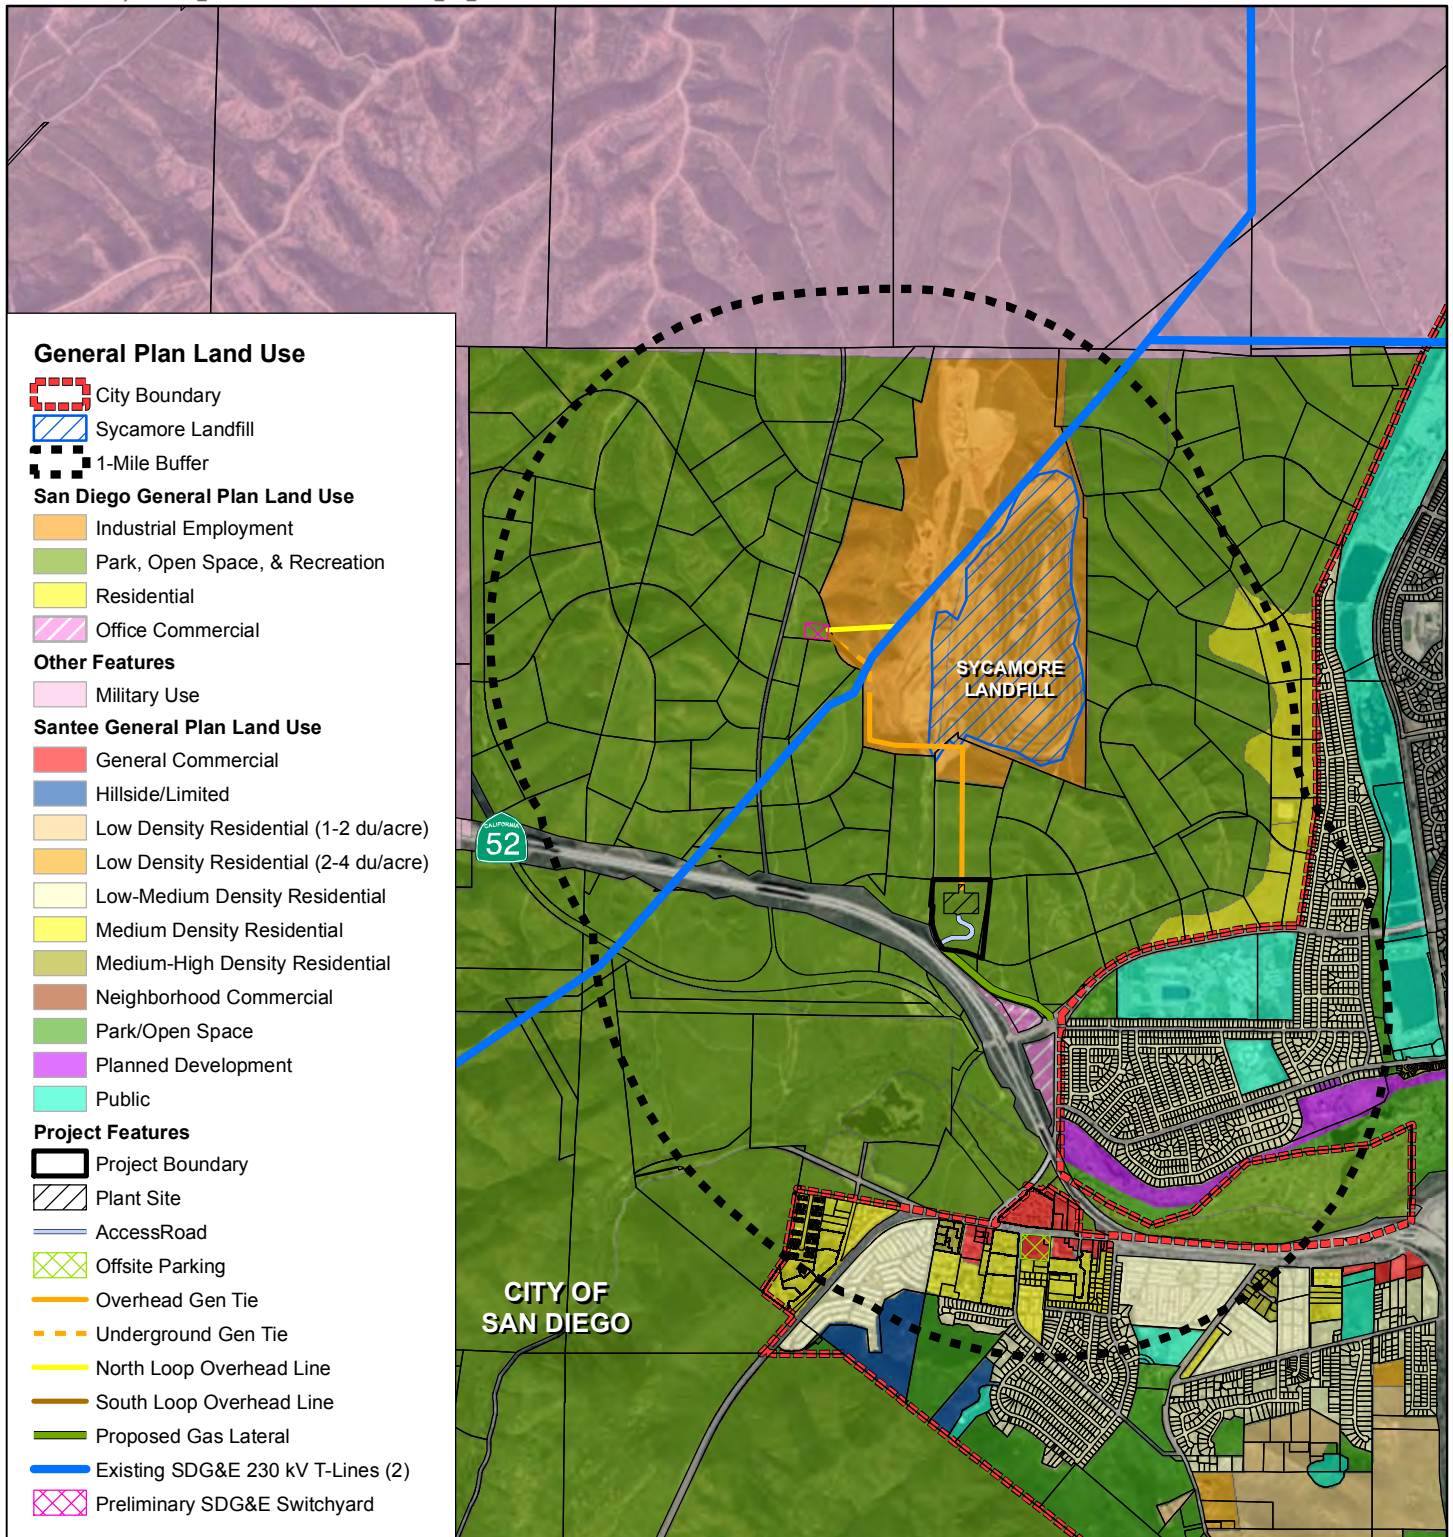 General Plan Land Use
City Boundary
Sycamore Landfill
1-Mile Buffer
San Diego General Plan Land Use
Industrial Employment
Park, Open Space, & Recreation
Residential
Office Commercial
Other Features
Military Use
Santee General Plan Land Use
General Commercial
Hillside/Limited
Low Density Residential (1-2 du/acre)
Low Density Residential (2-4 du/acre)
Low-Medium Density Residential
Medium Density Residential
Medium-High Density Residential
Neighborhood Commercial
Park/Open Space
Planned Development
Public
Project Features
Project Boundary
Plant Site
AccessRoad
Offsite Parking
Overhead Gen Tie
Underground Gen Tie
North Loop Overhead Line
South Loop Overhead Line
Proposed Gas Lateral
Existing SDG&E 230 kV T-Lines (2)
Preliminary SDG&E Switchyard
SYCAMORE
LANDFILL
CALIFORNIA
52
CITY OF
SAN DIEGO